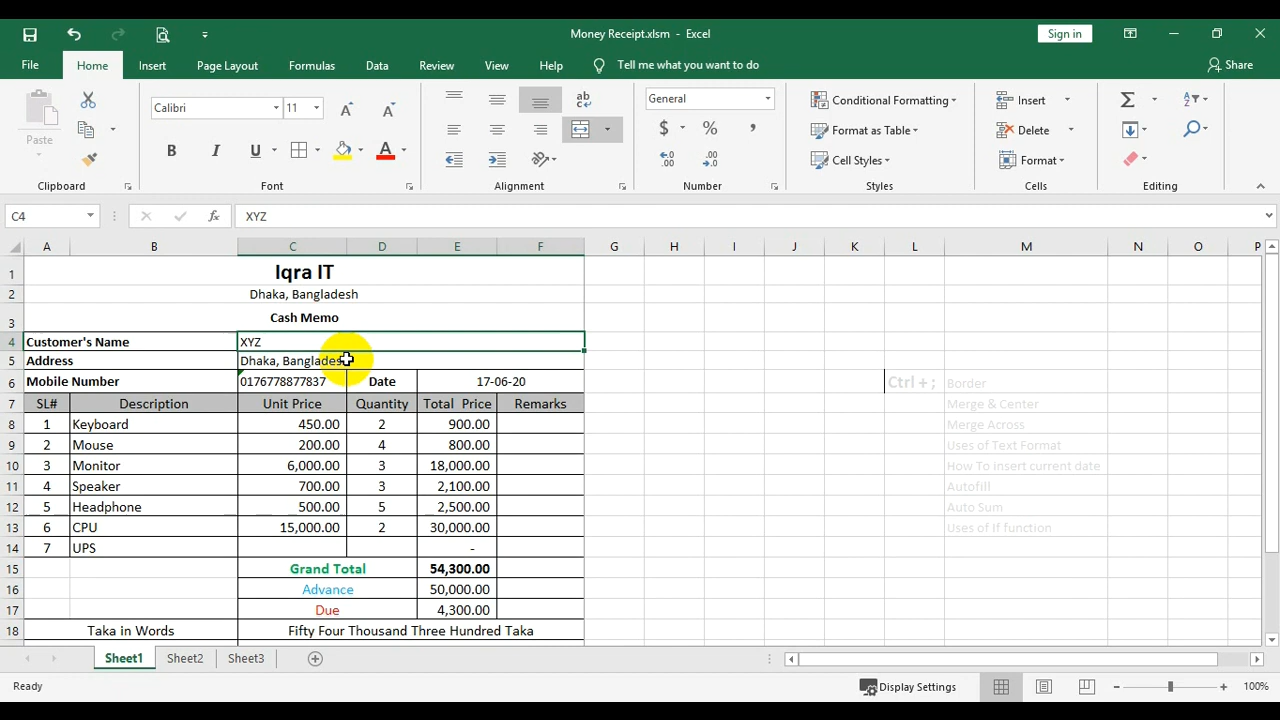 Money Receipt.xlsm - Excel
Sign in
File Home Insert Page Layout Formulas Data Review View Help Tell me what you want to do Share
Paste
Calibri 11
General
Conditional Formatting
Format as Table
Cell Styles
Insert
Delete
Format
Clipboard Font Alignment Number Styles Cells Editing
C4 fx XYZ
A B C D E F G H I J K L M N O P
1 Iqra IT
2 Dhaka, Bangladesh
3 Cash Memo
4 Customer's Name XYZ
5 Address Dhaka, Bangladesh
6 Mobile Number 0176778877837 Date 17-06-20 Ctrl + ; Border
7 SL# Description Unit Price Quantity Total Price Remarks Merge & Center
8 1 Keyboard 450.00 2 900.00 Merge Across
9 2 Mouse 200.00 4 800.00 Uses of Text Format
10 3 Monitor 6,000.00 3 18,000.00 How To insert current date
11 4 Speaker 700.00 3 2,100.00 Autofill
12 5 Headphone 500.00 5 2,500.00 Auto Sum
13 6 CPU 15,000.00 2 30,000.00 Uses of If function
14 7 UPS -
15 Grand Total 54,300.00
16 Advance 50,000.00
17 Due 4,300.00
18 Taka in Words Fifty Four Thousand Three Hundred Taka
Sheet1 Sheet2 Sheet3
Ready Display Settings 100%